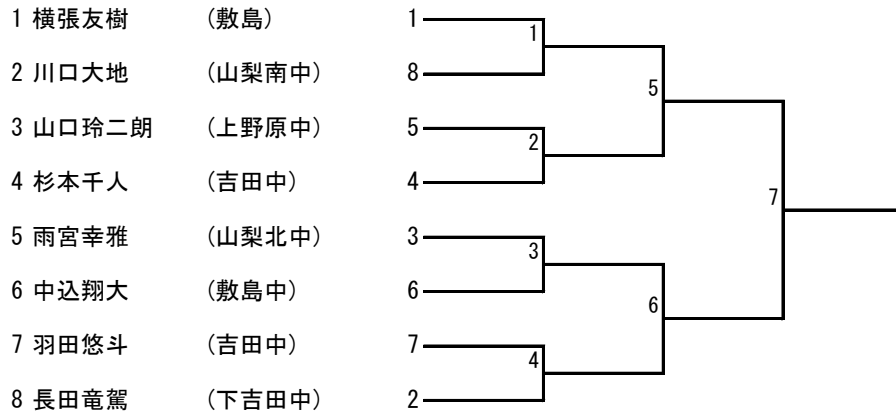 1 横張友樹 (敷島) 1
1
2 川口大地 (山梨南中) 8
5
3 山口玲二朗 (上野原中) 5
2
4 杉本千人 (吉田中) 4
7
5 雨宮幸雅 (山梨北中) 3
3
6 中込翔大 (敷島中) 6
6
7 羽田悠斗 (吉田中) 7
4
8 長田竜駕 (下吉田中) 2